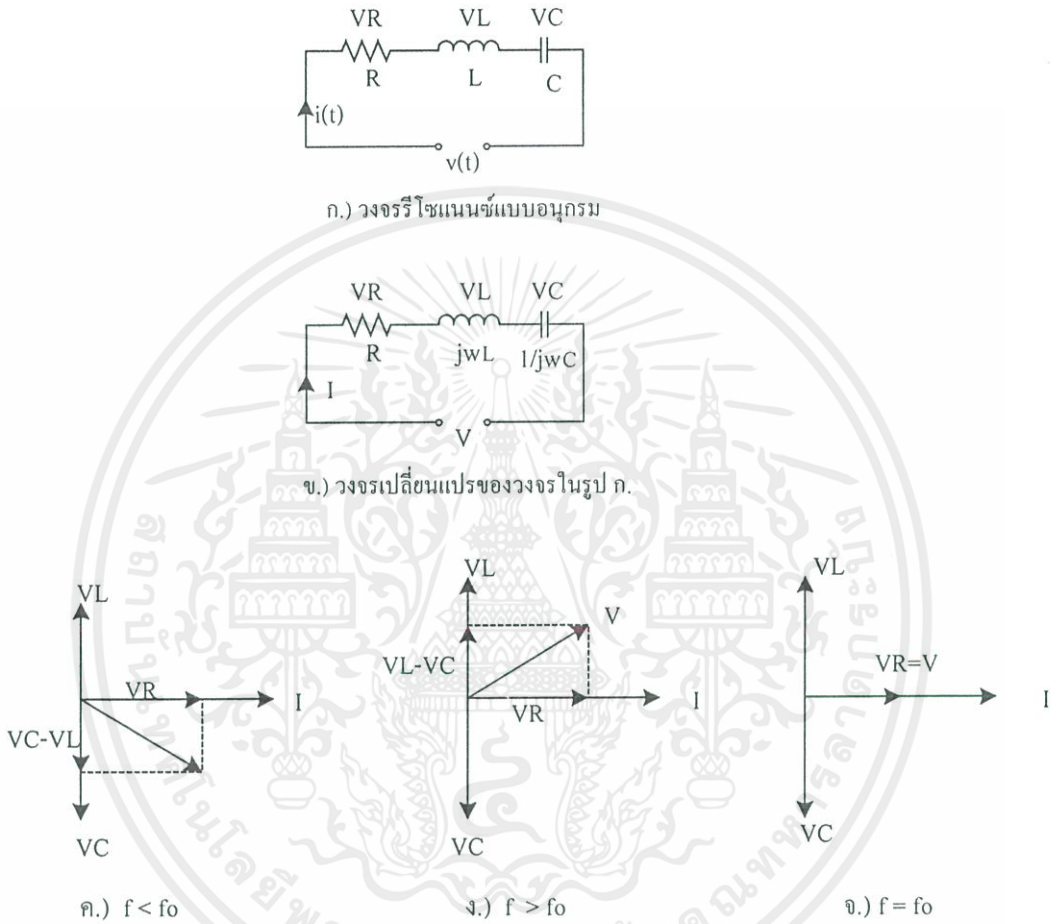 VR VL VC
R L C
i(t)
v(t)
ก.) วงจรรีโซแนนซ์แบบอนุกรม
VR VL VC
R jwL 1/jwC
I
V
ข.) วงจรเปลี่ยนแปรของวงจรในรูป ก.
VL
VR
I
VC-VL
VC
ค.) f < fo
VL
V
VL-VC
VR
I
VC
ง.) f > fo
VL
VR=V
I
VC
จ.) f = fo